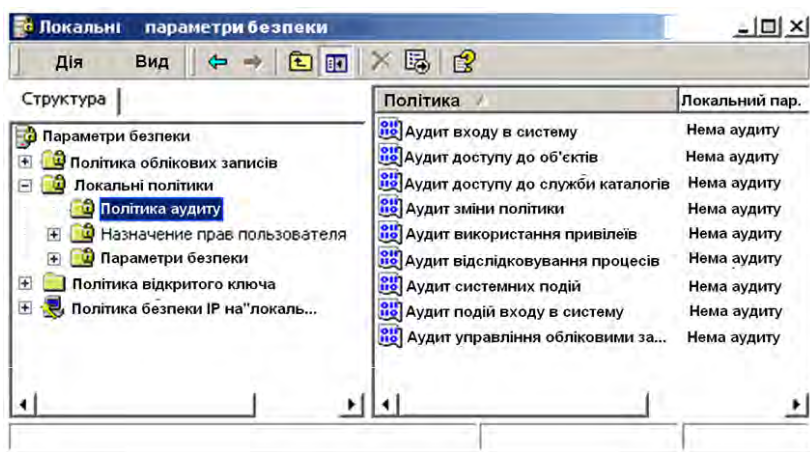 Локальні параметри безпеки
Дія Вид
Структура
Параметри безпеки
Політика облікових записів
Локальні політики
Політика аудиту
Назначение прав пользователя
Параметри безпеки
Політика відкритого ключа
Політика безпеки IP на"локаль...
Політика Локальний пар.
Аудит входу в систему Нема аудиту
Аудит доступу до об'єктів Нема аудиту
Аудит доступу до служби каталогів Нема аудиту
Аудит зміни політики Нема аудиту
Аудит використання привілеїв Нема аудиту
Аудит відслідковування процесів Нема аудиту
Аудит системних подій Нема аудиту
Аудит подій входу в систему Нема аудиту
Аудит управління обліковими за... Нема аудиту